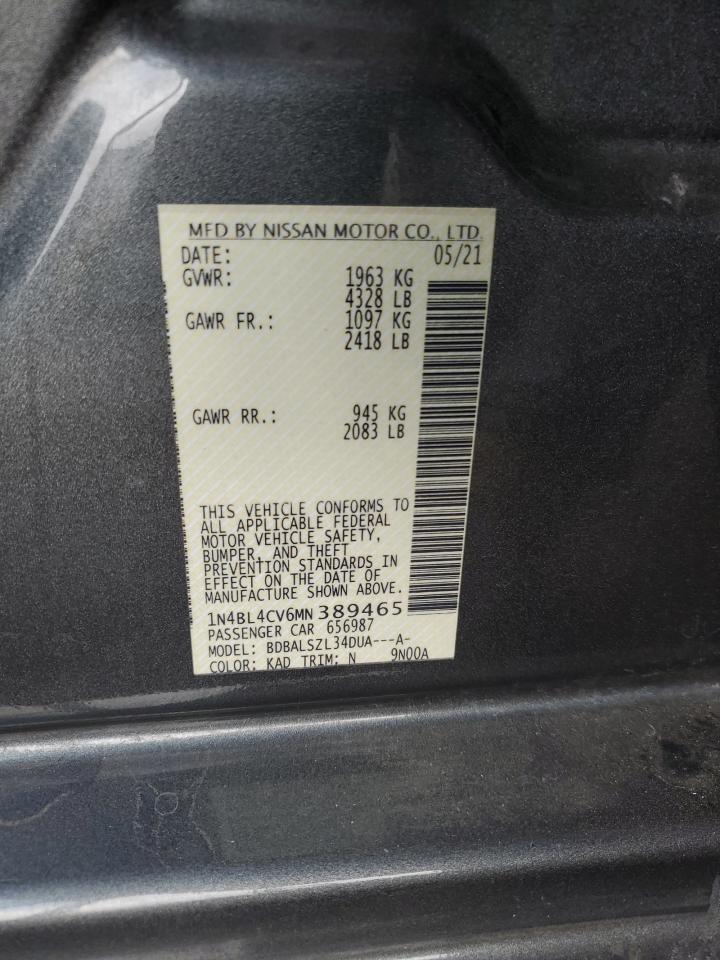 MFD BY NISSAN MOTOR CO., LTD.
DATE: 05/21
GVWR: 1963 KG
4328 LB
GAWR FR.: 1097 KG
2418 LB
GAWR RR.: 945 KG
2083 LB
THIS VEHICLE CONFORMS TO
ALL APPLICABLE FEDERAL
MOTOR VEHICLE SAFETY,
BUMPER, AND THEFT
PREVENTION STANDARDS IN
EFFECT ON THE DATE OF
MANUFACTURE SHOWN ABOVE.
1N4BL4CV6MN389465
PASSENGER CAR 656987
MODEL: BDBALSZL34DUA---A-
COLOR: KAD TRIM: N 9N00A